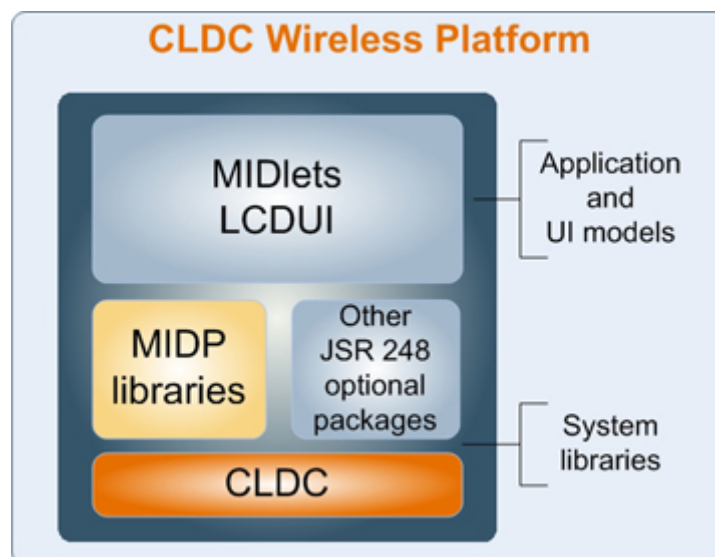 CLDC Wireless Platform
MIDlets
LCDUI
Application
and
UI models
MIDP
libraries
Other
JSR 248
optional
packages
System
libraries
CLDC